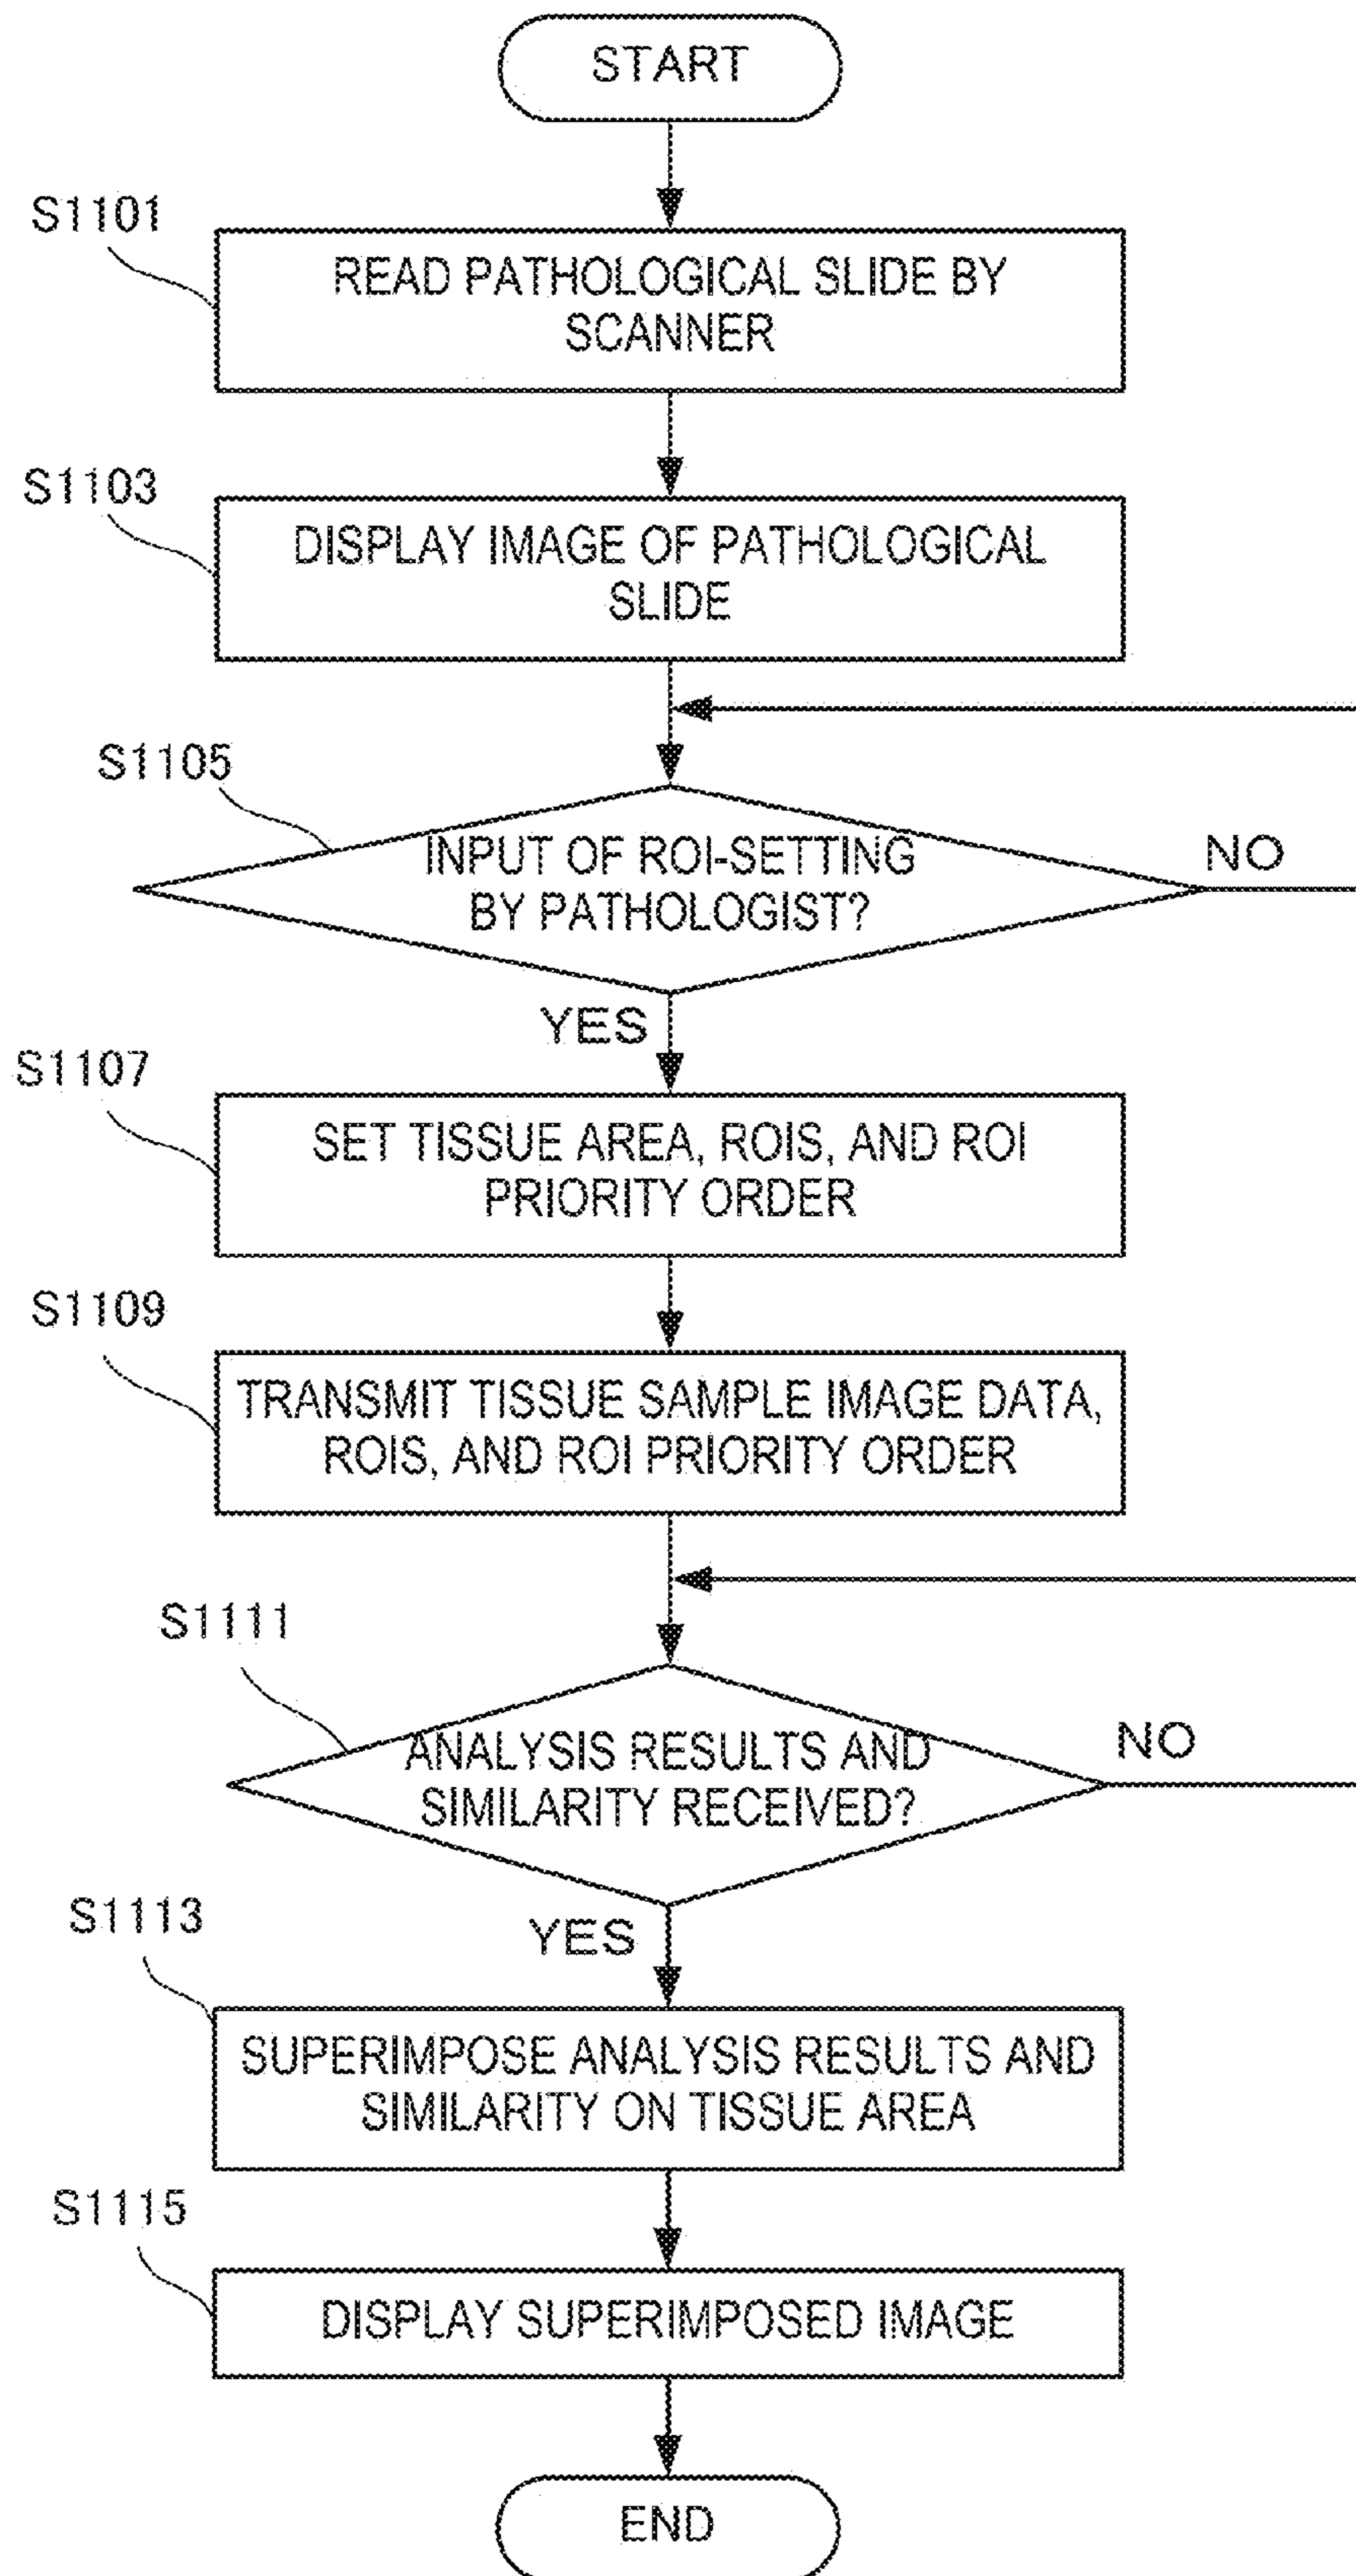 START
S1101
READ PATHOLOGICAL SLIDE BY
SCANNER
S1103
DISPLAY IMAGE OF PATHOLOGICAL
SLIDE
S1105
INPUT OF ROI-SETTING
BY PATHOLOGIST?
NO
YES
S1107
SET TISSUE AREA, ROIS, AND ROI
PRIORITY ORDER
S1109
TRANSMIT TISSUE SAMPLE IMAGE DATA,
ROIS, AND ROI PRIORITY ORDER
S1111
ANALYSIS RESULTS AND
SIMILARITY RECEIVED?
NO
YES
S1113
SUPERIMPOSE ANALYSIS RESULTS AND
SIMILARITY ON TISSUE AREA
S1115
DISPLAY SUPERIMPOSED IMAGE
END